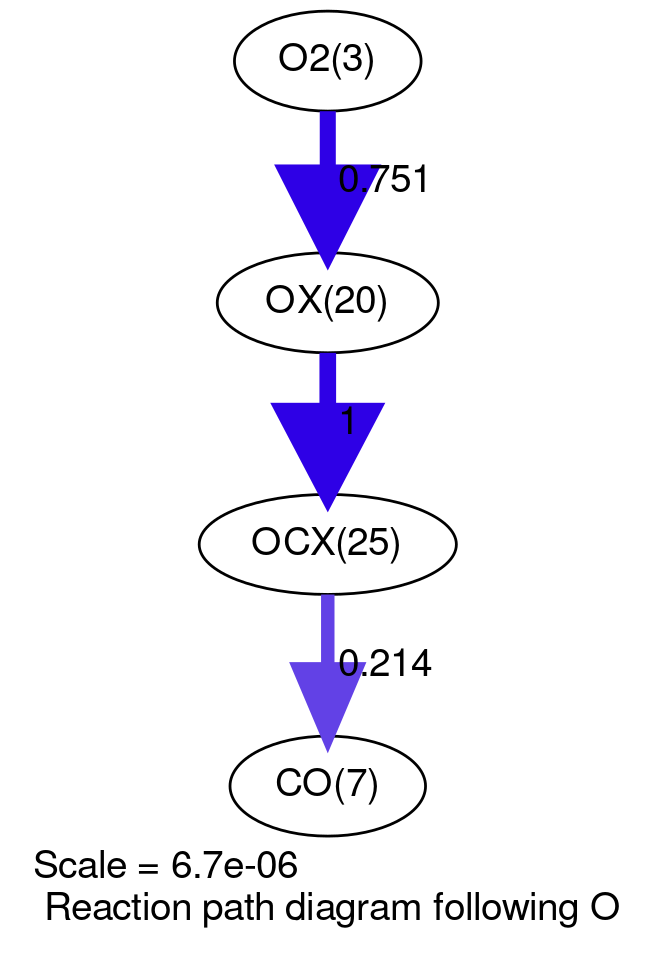 O2(3)
0.751
OX(20)
1
OCX(25)
0.214
CO(7)
Scale = 6.7e-06
Reaction path diagram following O